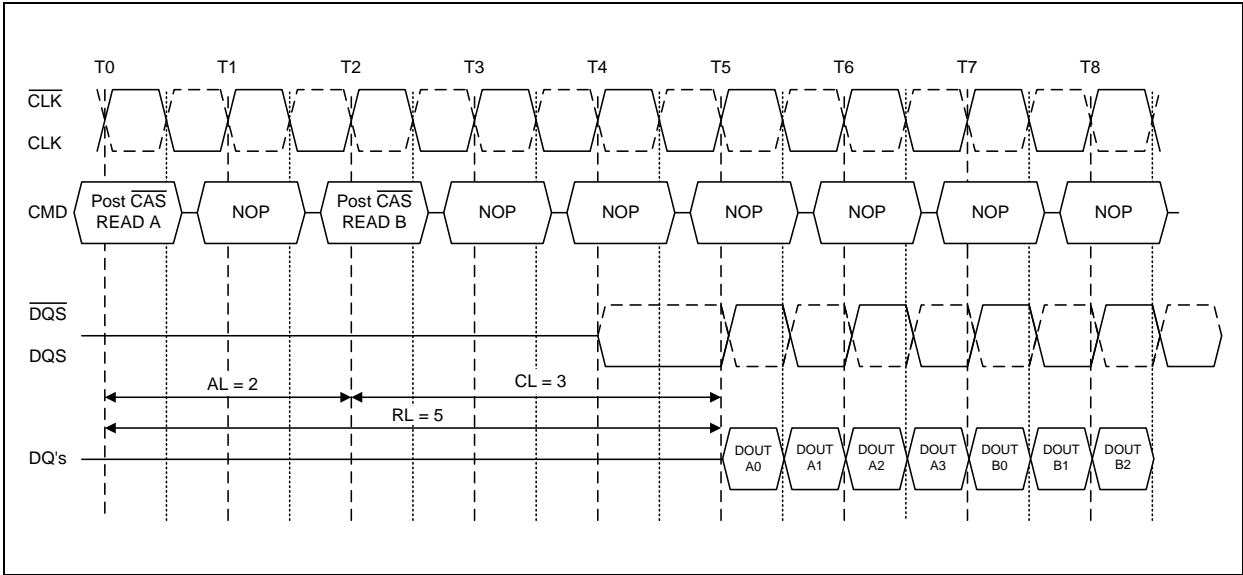 T0 T1 T2 T3 T4 T5 T6 T7 T8
CLK
CLK
CMD
Post CAS
READ A
NOP
Post CAS
READ B
NOP
NOP
NOP
NOP
NOP
NOP
DQS
DQS
AL = 2
CL = 3
RL = 5
DQ's
DOUT
A0
DOUT
A1
DOUT
A2
DOUT
A3
DOUT
B0
DOUT
B1
DOUT
B2